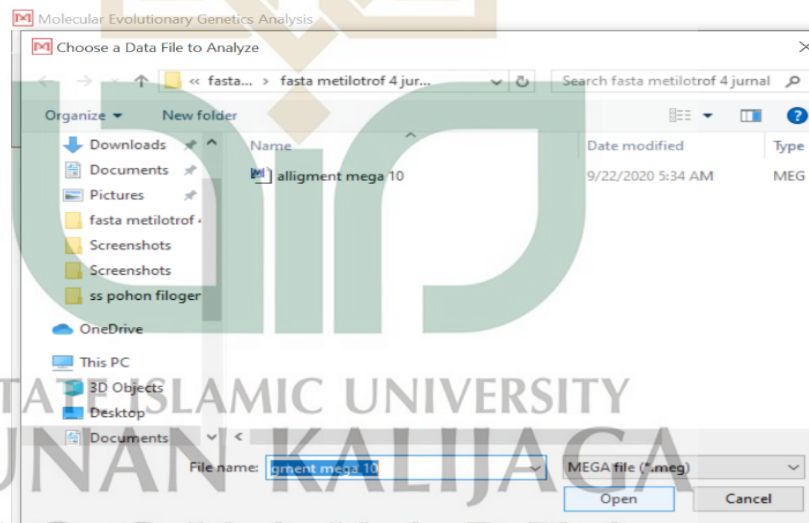 Molecular Evolutionary Genetics Analysis
Choose a Data File to Analyze
« fasta... > fasta metilotrof 4 jur...
Search fasta metilotrof 4 jurnal
Organize
New folder
Name
Date modified
Type
alligment mega 10
9/22/2020 5:34 AM
MEG
Downloads
Documents
Pictures
fasta metilotrof
Screenshots
Screenshots
ss pohon filoger
OneDrive
This PC
3D Objects
Desktop
Documents
File name: gment mega 10
MEGA file (*.meg)
Open
Cancel
TATE ISLAMIC UNIVERSITY
UNAN KALIJAGA